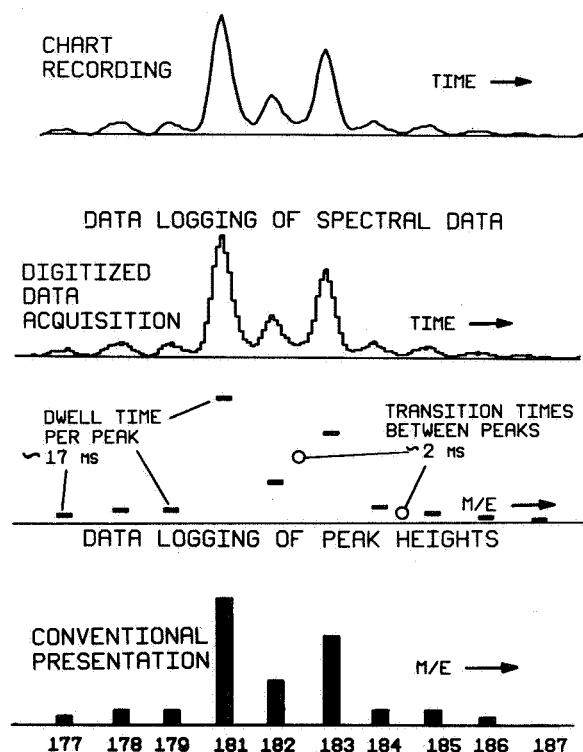 CHART
RECORDING
TIME
DATA LOGGING OF SPECTRAL DATA
DIGITIZED
DATA
ACQUISITION
TIME
DWELL TIME
PER PEAK
~ 17 MS
TRANSITION TIMES
BETWEEN PEAKS
~ 2 MS
M/E
DATA LOGGING OF PEAK HEIGHTS
CONVENTIONAL
PRESENTATION
M/E
177 178 179 181 182 183 184 185 186 187